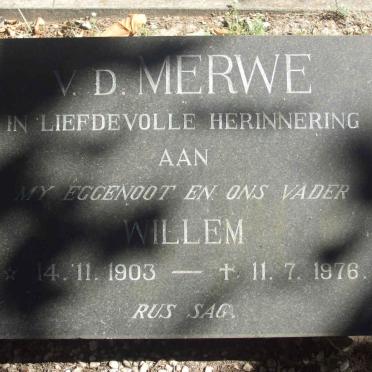 V. D. MERWE
IN LIEFDEVOLLE HERINNERING
AAN
MY EGGENOOT EN ONS VADER
WILLEM
☆ 14. 11. 1903 — ✝ 11. 7. 1976.
RUS SAG.